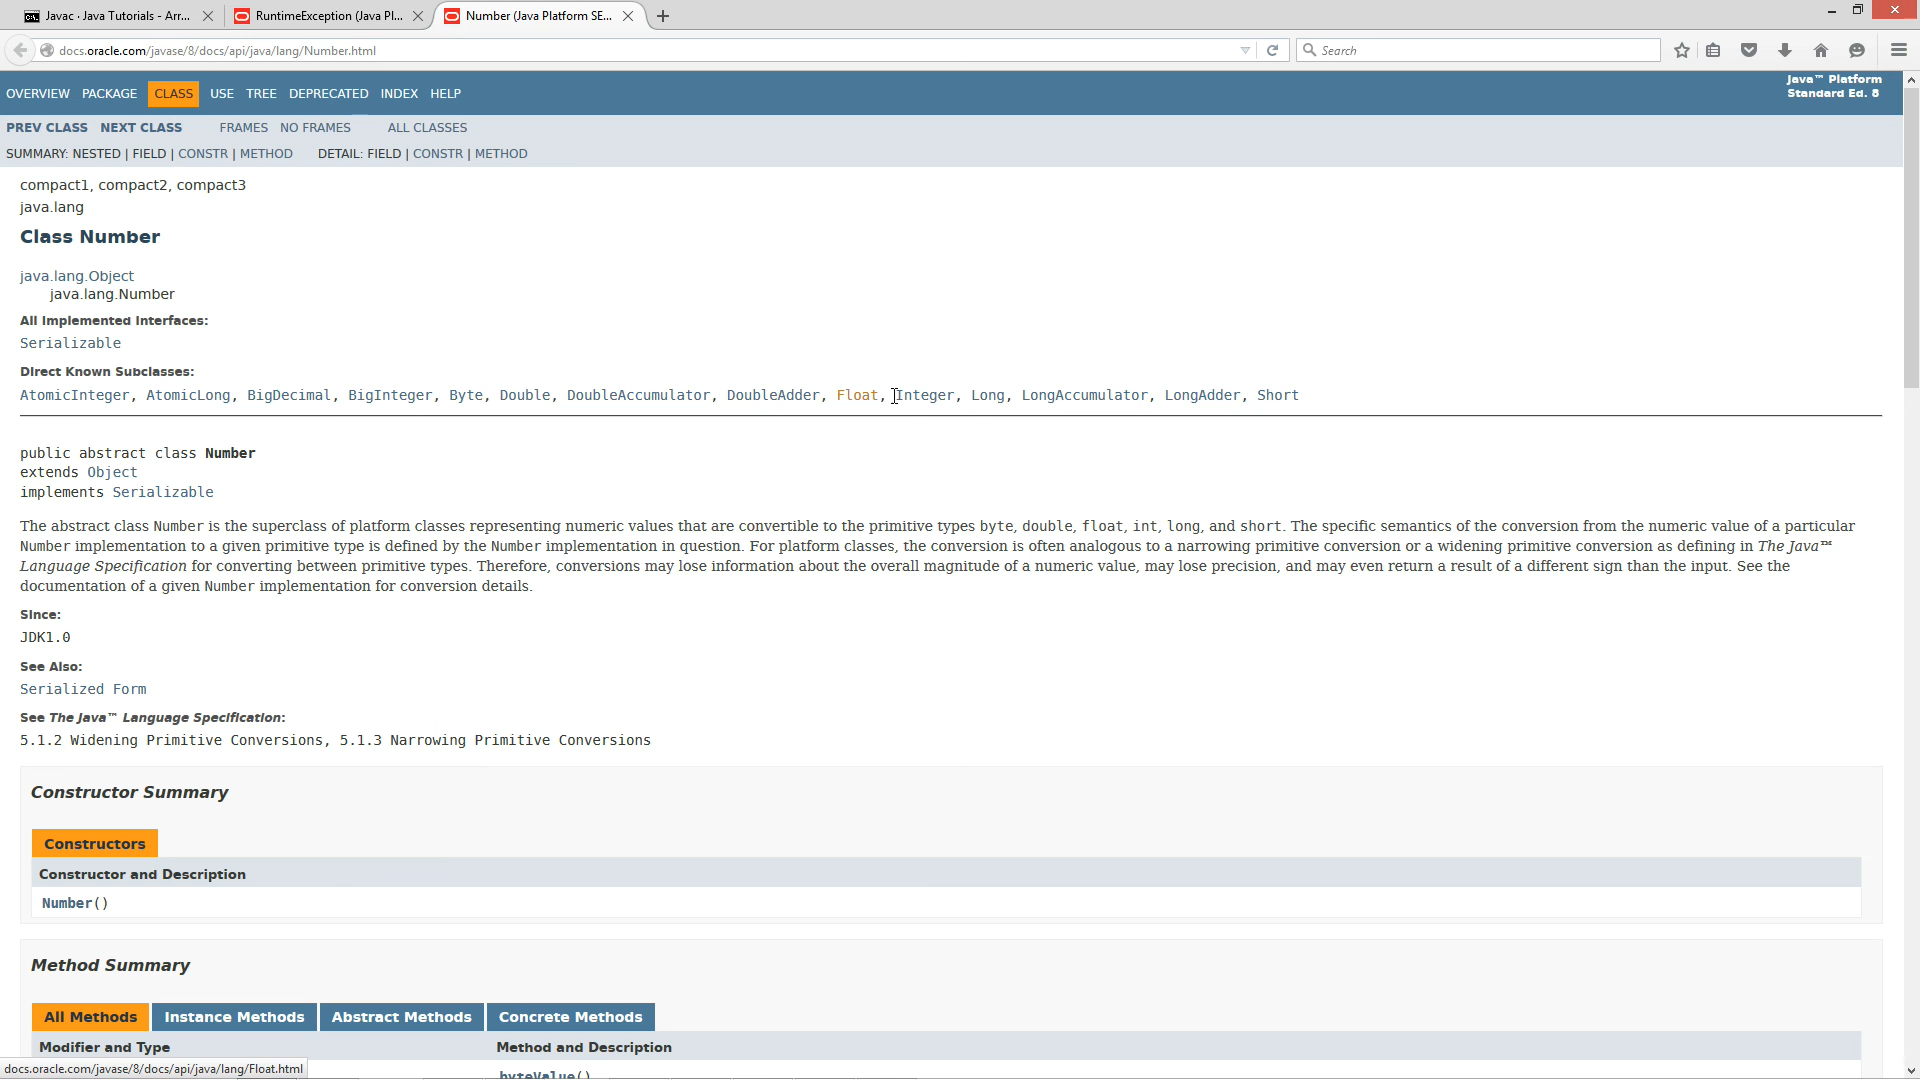 Javac · Java Tutorials - Arr...
RuntimeException (Java Pl...
Number (Java Platform SE...
docs.oracle.com/javase/8/docs/api/java/lang/Number.html
Search
OVERVIEW PACKAGE CLASS USE TREE DEPRECATED INDEX HELP
Java™ Platform
Standard Ed. 8
PREV CLASS NEXT CLASS FRAMES NO FRAMES ALL CLASSES
SUMMARY: NESTED | FIELD | CONSTR | METHOD DETAIL: FIELD | CONSTR | METHOD
compact1, compact2, compact3
java.lang
Class Number
java.lang.Object
java.lang.Number
All Implemented Interfaces:
Serializable
Direct Known Subclasses:
AtomicInteger, AtomicLong, BigDecimal, BigInteger, Byte, Double, DoubleAccumulator, DoubleAdder, Float, Integer, Long, LongAccumulator, LongAdder, Short
public abstract class Number
extends Object
implements Serializable
The abstract class Number is the superclass of platform classes representing numeric values that are convertible to the primitive types byte, double, float, int, long, and short. The specific semantics of the conversion from the numeric value of a particular
Number implementation to a given primitive type is defined by the Number implementation in question. For platform classes, the conversion is often analogous to a narrowing primitive conversion or a widening primitive conversion as defining in The Java™
Language Specification for converting between primitive types. Therefore, conversions may lose information about the overall magnitude of a numeric value, may lose precision, and may even return a result of a different sign than the input. See the
documentation of a given Number implementation for conversion details.
Since:
JDK1.0
See Also:
Serialized Form
See The Java™ Language Specification:
5.1.2 Widening Primitive Conversions, 5.1.3 Narrowing Primitive Conversions
Constructor Summary
Constructors
Constructor and Description
Number()
Method Summary
All Methods Instance Methods Abstract Methods Concrete Methods
Modifier and Type Method and Description
byteValue()
docs.oracle.com/javase/8/docs/api/java/lang/Float.html